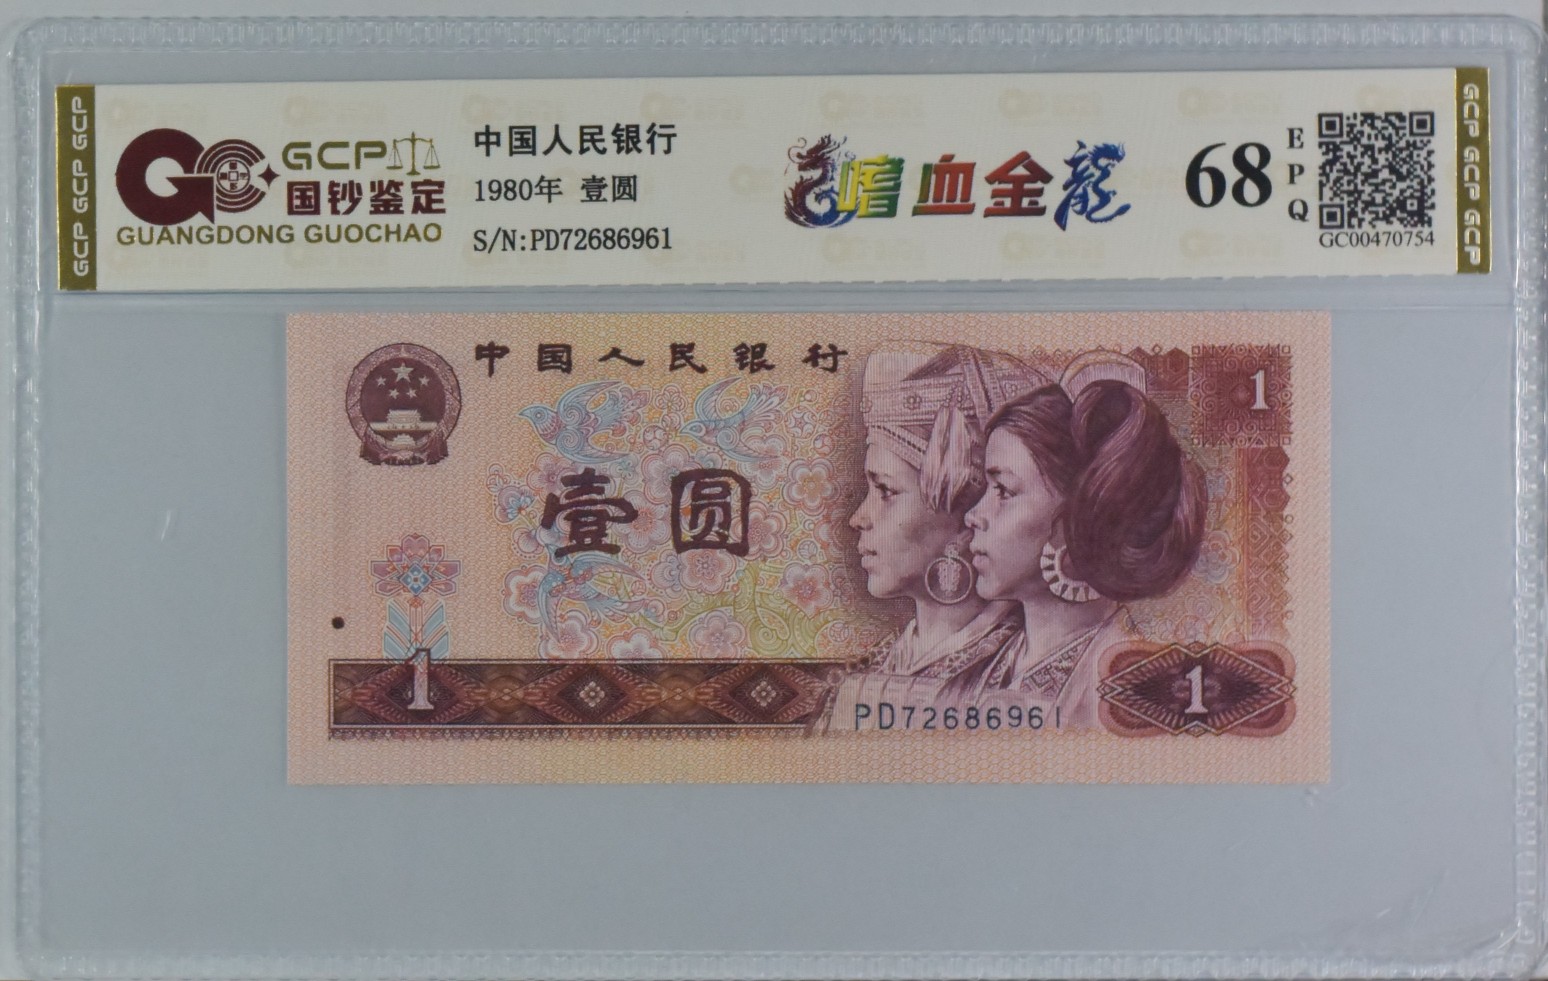 GCP GCP GCP
GCP
国钞鉴定
GUANGDONG GUOCHAO
中国人民银行
1980年 壹圆
S/N:PD72686961
嗜血金龍
68
EPQ
GC00470754
GCP GCP GCP
中国人民银行
1
壹圆
1
PD72686961
1